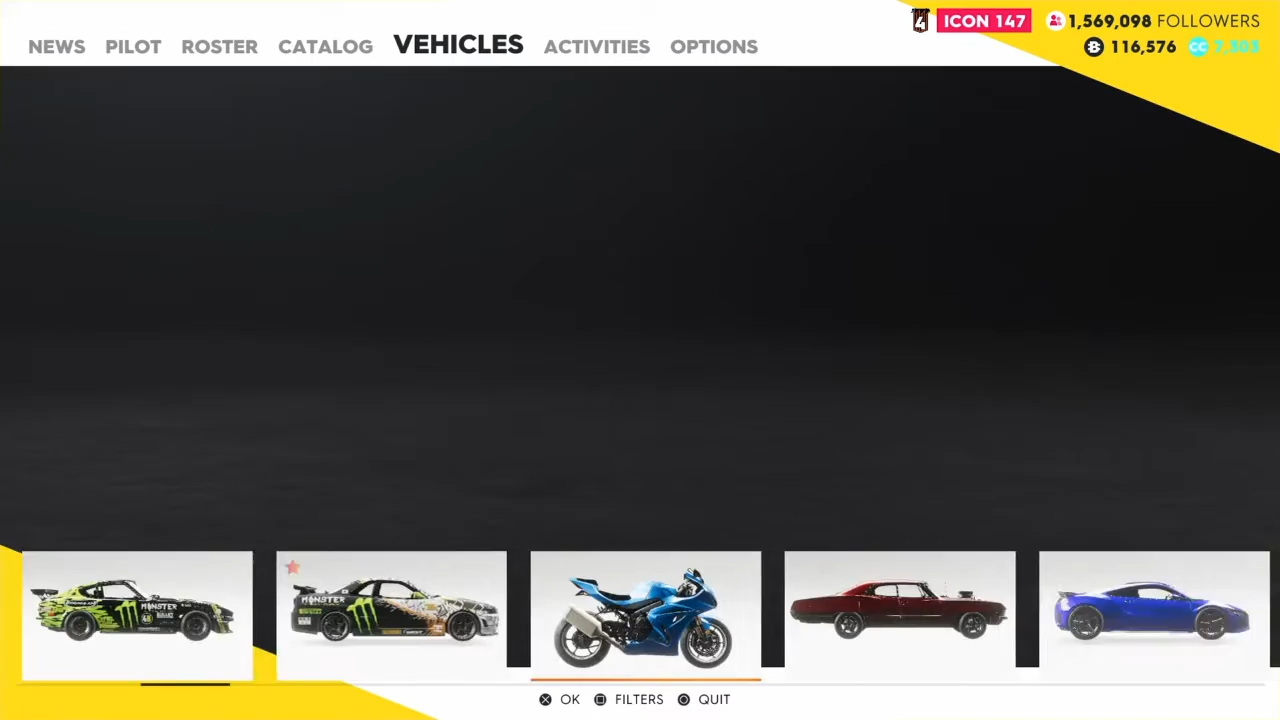 4 ICON 147 1,569,098 FOLLOWERS
NEWS PILOT ROSTER CATALOG VEHICLES ACTIVITIES OPTIONS
116,576 CC
MONSTER
MONSTER
OK FILTERS QUIT